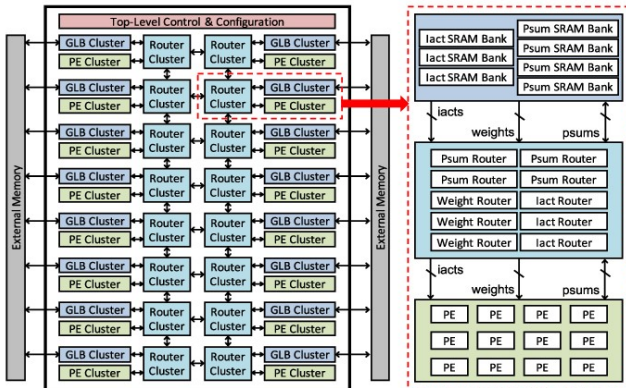 Top-Level Control & Configuration
External Memory
GLB Cluster
PE Cluster
Router Cluster
Router Cluster
GLB Cluster
PE Cluster
GLB Cluster
PE Cluster
Router Cluster
Router Cluster
GLB Cluster
PE Cluster
GLB Cluster
PE Cluster
Router Cluster
Router Cluster
GLB Cluster
PE Cluster
GLB Cluster
PE Cluster
Router Cluster
Router Cluster
GLB Cluster
PE Cluster
GLB Cluster
PE Cluster
Router Cluster
Router Cluster
GLB Cluster
PE Cluster
GLB Cluster
PE Cluster
Router Cluster
Router Cluster
GLB Cluster
PE Cluster
GLB Cluster
PE Cluster
Router Cluster
Router Cluster
GLB Cluster
PE Cluster
GLB Cluster
PE Cluster
Router Cluster
Router Cluster
GLB Cluster
PE Cluster
External Memory
Iact SRAM Bank
Iact SRAM Bank
Iact SRAM Bank
Psum SRAM Bank
Psum SRAM Bank
Psum SRAM Bank
Psum SRAM Bank
iacts
weights
psums
Psum Router Psum Router
Psum Router Psum Router
Weight Router Iact Router
Weight Router Iact Router
Weight Router Iact Router
iacts
weights
psums
PE PE PE PE
PE PE PE PE
PE PE PE PE